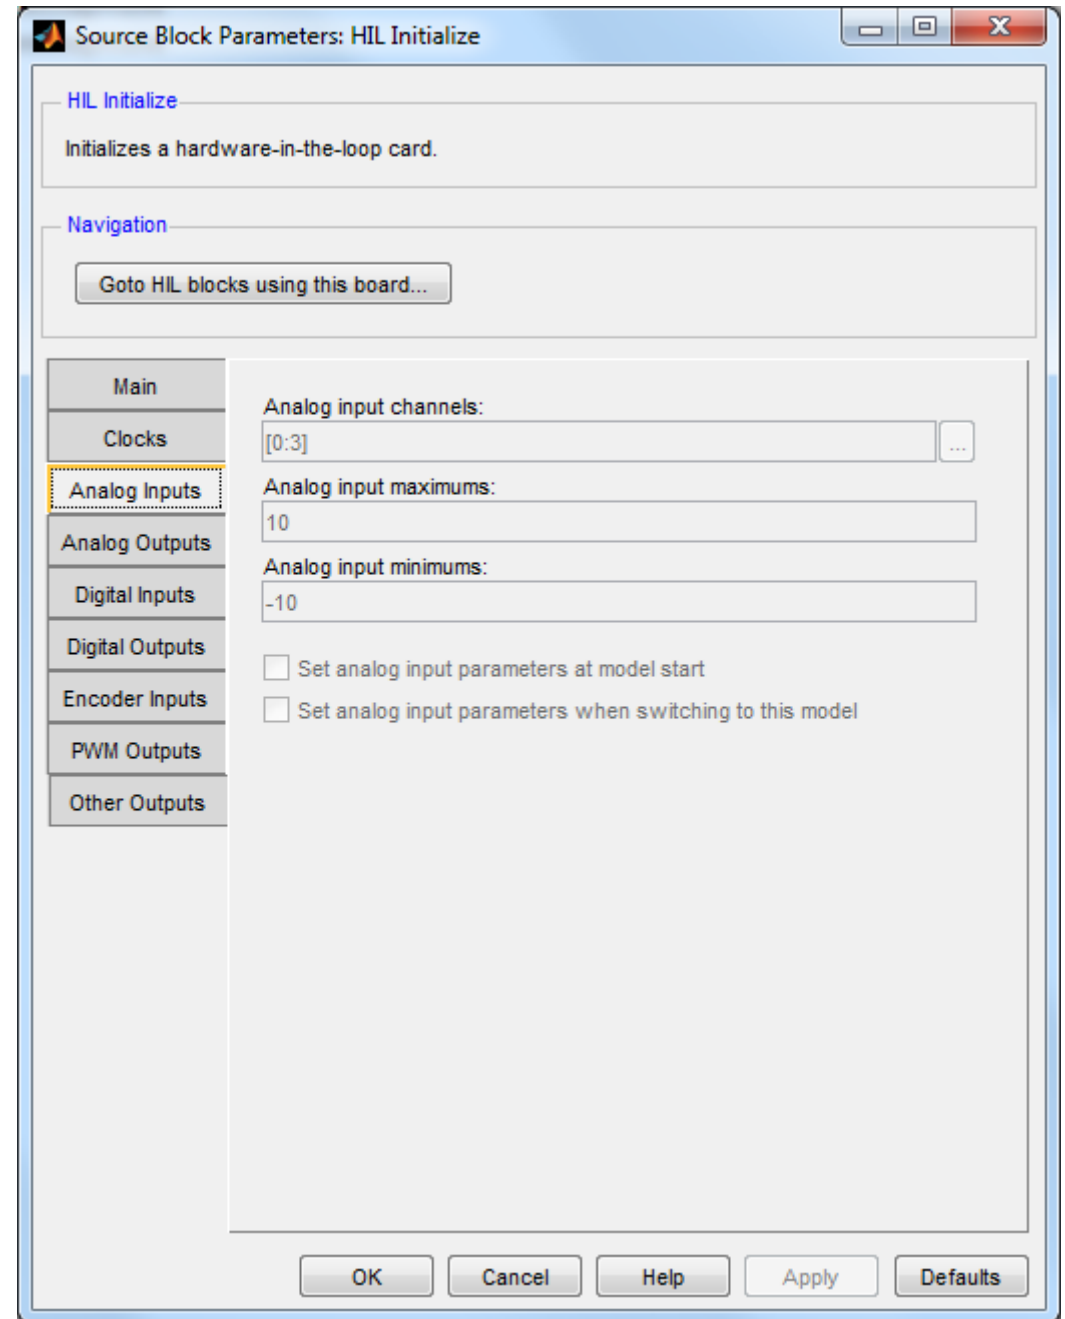 Source Block Parameters: HIL Initialize
HIL Initialize
Initializes a hardware-in-the-loop card.
Navigation
Goto HIL blocks using this board...
Main
Clocks
Analog Inputs
Analog Outputs
Digital Inputs
Digital Outputs
Encoder Inputs
PWM Outputs
Other Outputs
Analog input channels:
[0:3]
...
Analog input maximums:
10
Analog input minimums:
-10
Set analog input parameters at model start
Set analog input parameters when switching to this model
OK Cancel Help Apply Defaults